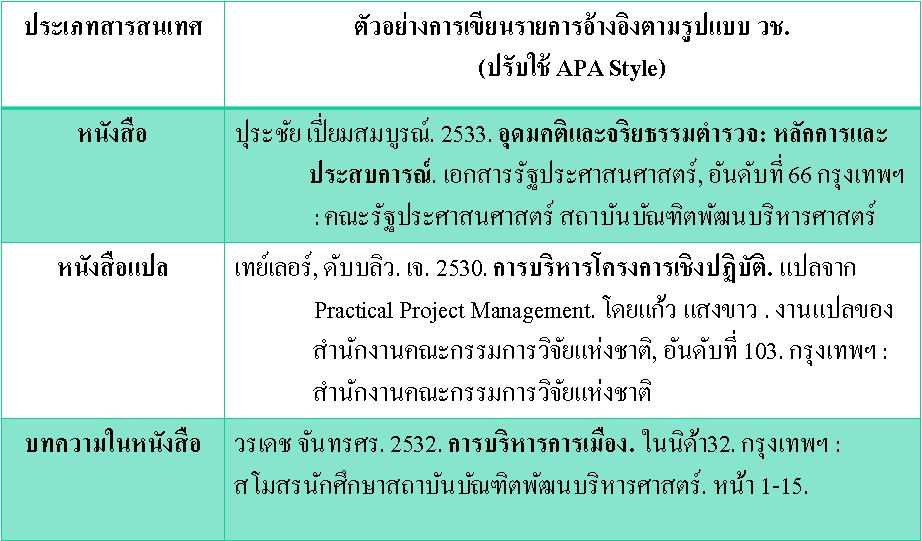 ประเภทสารสนเทศ
ตัวอย่างการเขียนรายการอ้างอิงตามรูปแบบ วช.
(ปรับใช้ APA Style)
หนังสือ
ปุระชัย เปี่ยมสมบูรณ์. 2533. อุดมคติและจริยธรรมตำรวจ: หลักการและ
ประสบการณ์. เอกสารรัฐประศาสนศาสตร์, อันดับที่ 66 กรุงเทพฯ
: คณะรัฐประศาสนศาสตร์ สถาบันบัณฑิตพัฒนบริหารศาสตร์
หนังสือแปล
เทย์เลอร์, ดับบลิว. เจ. 2530. การบริหารโครงการเชิงปฏิบัติ. แปลจาก
Practical Project Management. โดยแก้ว แสงขาว . งานแปลของ
สำนักงานคณะกรรมการวิจัยแห่งชาติ, อันดับที่ 103. กรุงเทพฯ :
สำนักงานคณะกรรมการวิจัยแห่งชาติ
บทความในหนังสือ
วรเดช จันทรศร. 2532. การบริหารการเมือง. ในนิด้า32. กรุงเทพฯ :
สโมสรนักศึกษาสถาบันบัณฑิตพัฒนบริหารศาสตร์. หน้า 1-15.